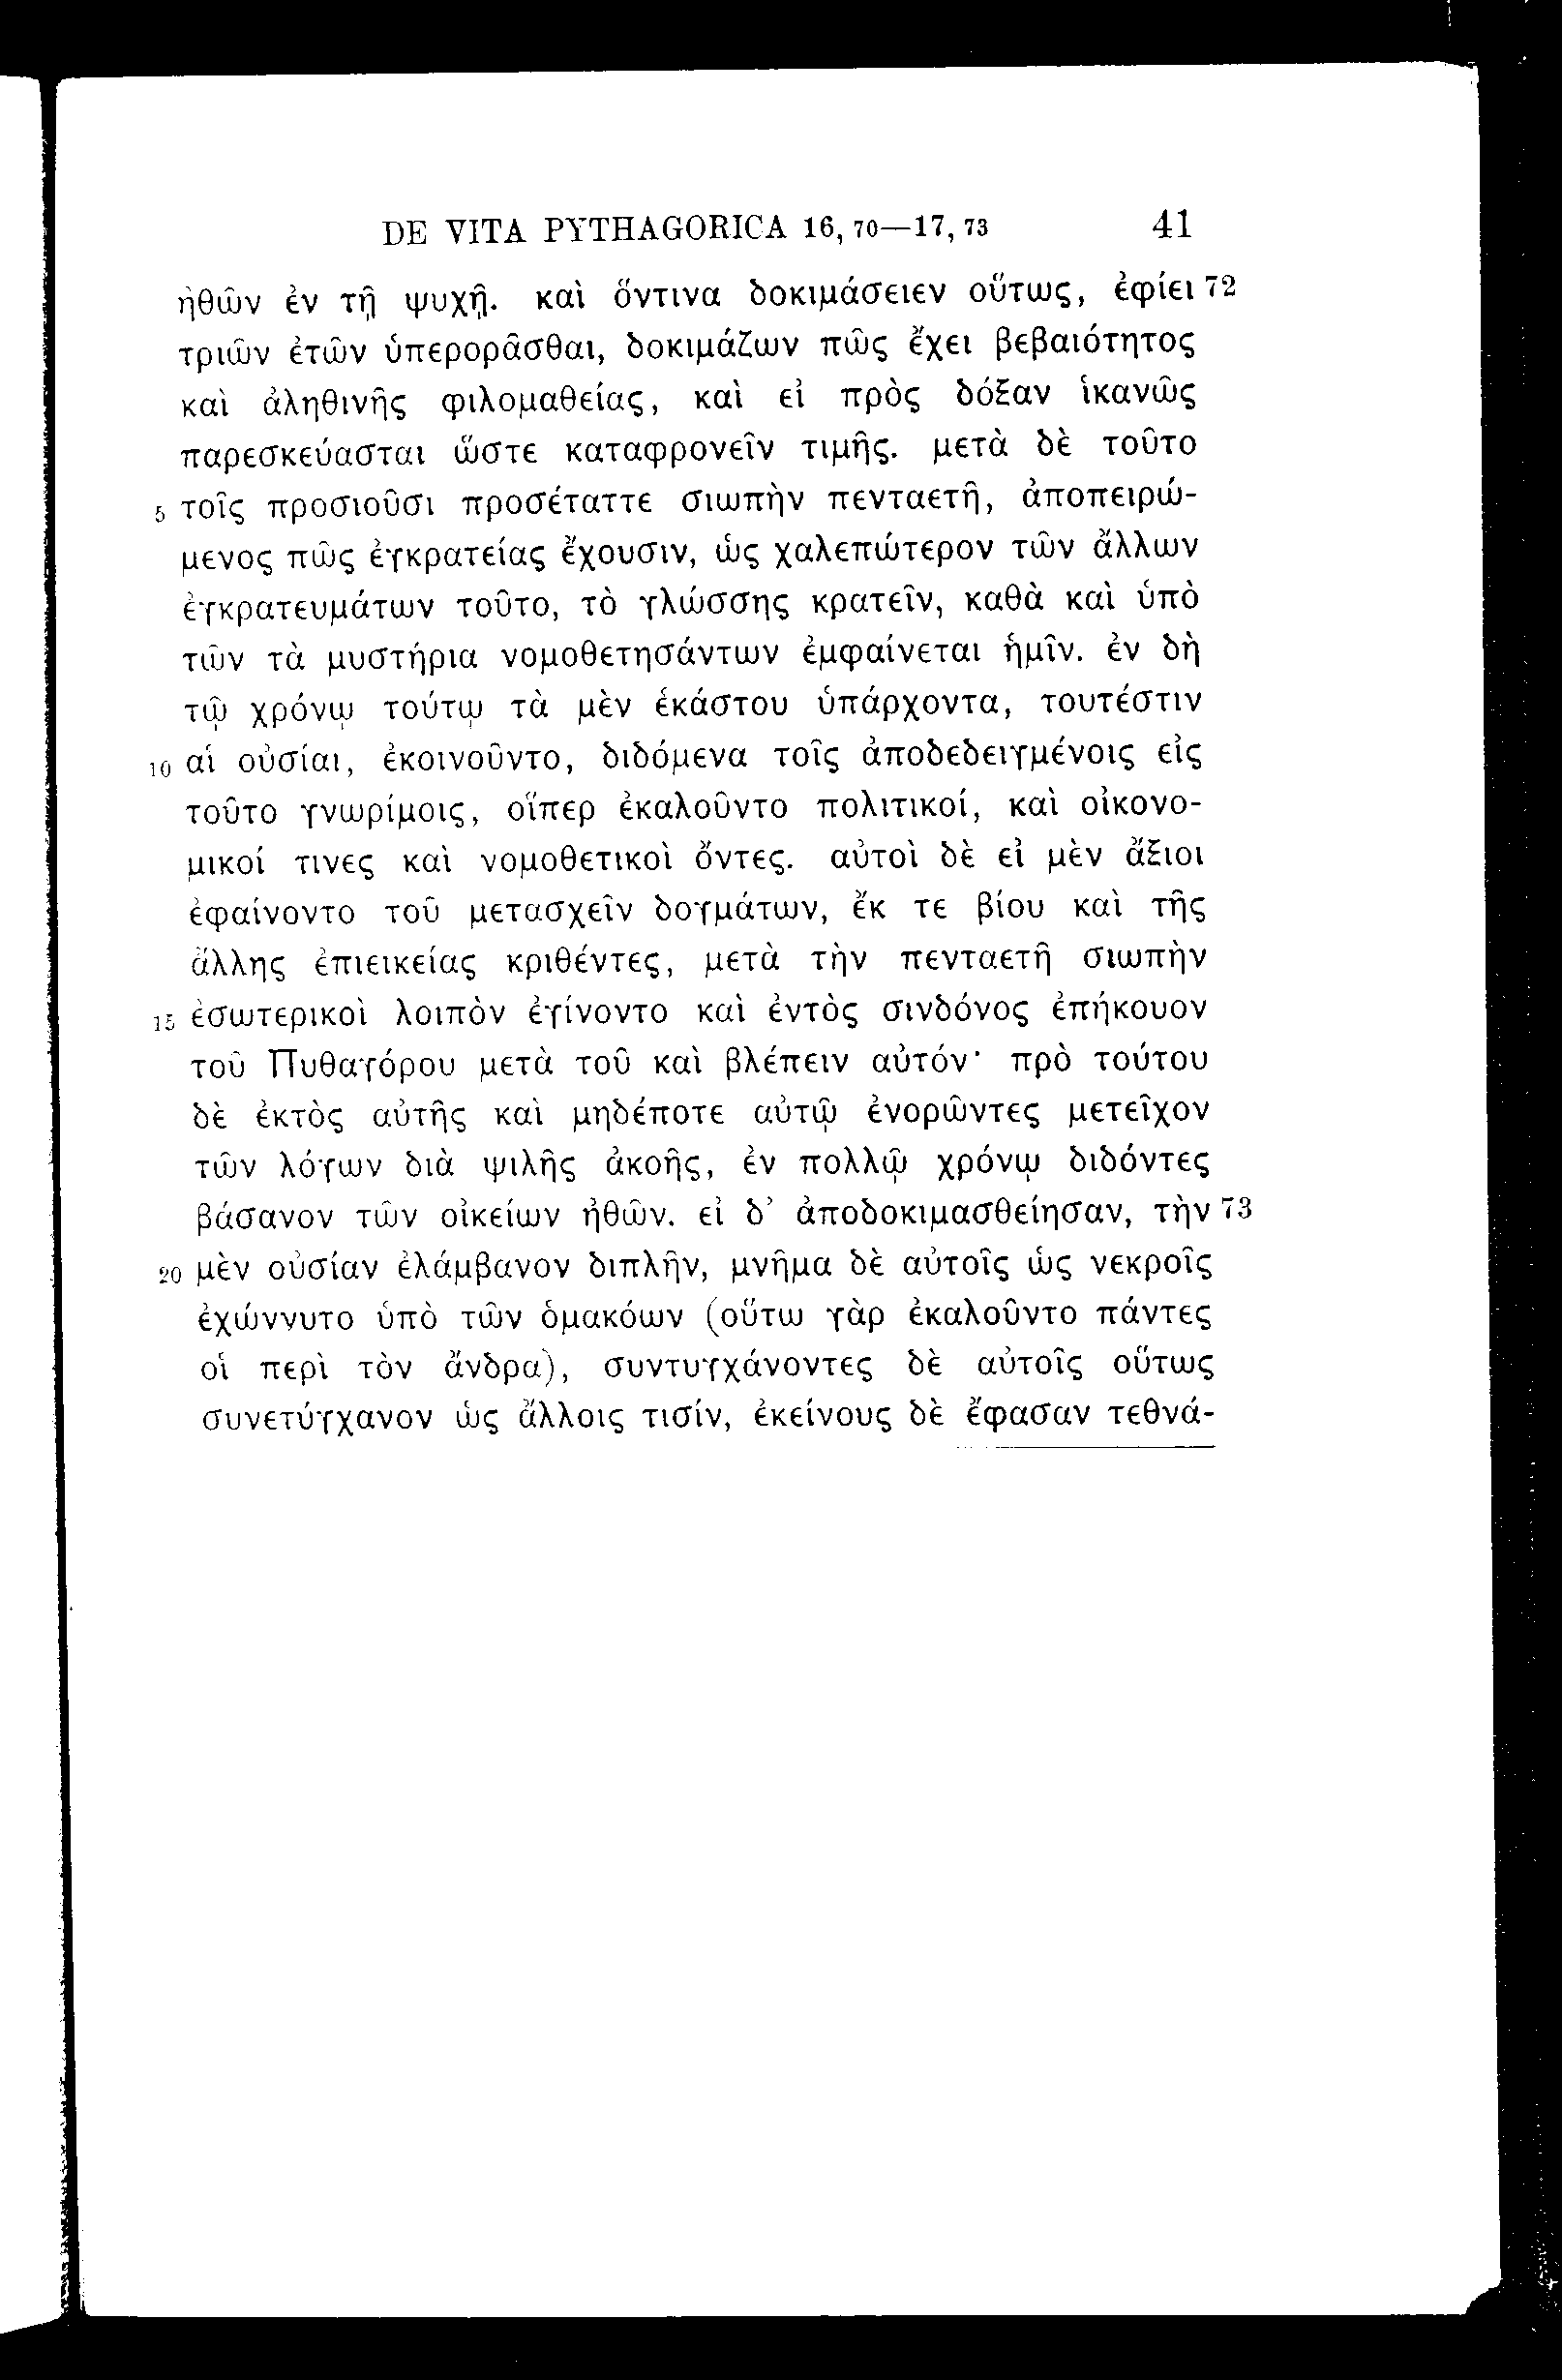 DE VITA PYTHAGORICA 16, 70—17, 73 41
ἠθῶν ἐν τῇ ψυχῇ. καὶ ὅντινα δοκιμάσειεν οὕτως, ἐφίει 72
τριῶν ἐτῶν ὑπερορᾶσθαι, δοκιμάζων πῶς ἔχει βεβαιότητος
καὶ ἀληθινῆς φιλομαθείας, καὶ εἰ πρὸς δόξαν ἱκανῶς
παρεσκεύασται ὥστε καταφρονεῖν τιμῆς. μετὰ δὲ τοῦτο
5 τοῖς προσιοῦσι προσέταττε σιωπὴν πενταετῆ, ἀποπειρώ-
μενος πῶς ἐγκρατείας ἔχουσιν, ὡς χαλεπώτερον τῶν ἄλλων
ἐγκρατευμάτων τοῦτο, τὸ γλώσσης κρατεῖν, καθὰ καὶ ὑπὸ
τῶν τὰ μυστήρια νομοθετησάντων ἐμφαίνεται ἡμῖν. ἐν δὴ
τῷ χρόνῳ τούτῳ τὰ μὲν ἑκάστου ὑπάρχοντα, τουτέστιν
10 αἱ οὐσίαι, ἐκοινοῦντο, διδόμενα τοῖς ἀποδεδειγμένοις εἰς
τοῦτο γνωρίμοις, οἵπερ ἐκαλοῦντο πολιτικοί, καὶ οἰκονο-
μικοί τινες καὶ νομοθετικοὶ ὄντες. αὐτοὶ δὲ εἰ μὲν ἄξιοι
ἐφαίνοντο τοῦ μετασχεῖν δογμάτων, ἔκ τε βίου καὶ τῆς
ἄλλης ἐπιεικείας κριθέντες, μετὰ τὴν πενταετῆ σιωπὴν
15 ἐσωτερικοὶ λοιπὸν ἐγίνοντο καὶ ἐντὸς σινδόνος ἐπήκουον
τοῦ Πυθαγόρου μετὰ τοῦ καὶ βλέπειν αὐτόν· πρὸ τούτου
δὲ ἐκτὸς αὐτῆς καὶ μηδέποτε αὐτῷ ἐνορῶντες μετεῖχον
τῶν λόγων διὰ ψιλῆς ἀκοῆς, ἐν πολλῷ χρόνῳ διδόντες
βάσανον τῶν οἰκείων ἠθῶν. εἰ δ’ ἀποδοκιμασθείησαν, τὴν 73
20 μὲν οὐσίαν ἐλάμβανον διπλῆν, μνῆμα δὲ αὐτοῖς ὡς νεκροῖς
ἐχώννυτο ὑπὸ τῶν ὁμακόων (οὕτω γὰρ ἐκαλοῦντο πάντες
οἱ περὶ τὸν ἄνδρα), συντυγχάνοντες δὲ αὐτοῖς οὕτως
συνετύγχανον ὡς ἄλλοις τισίν, ἐκείνους δὲ ἔφασαν τεθνά-